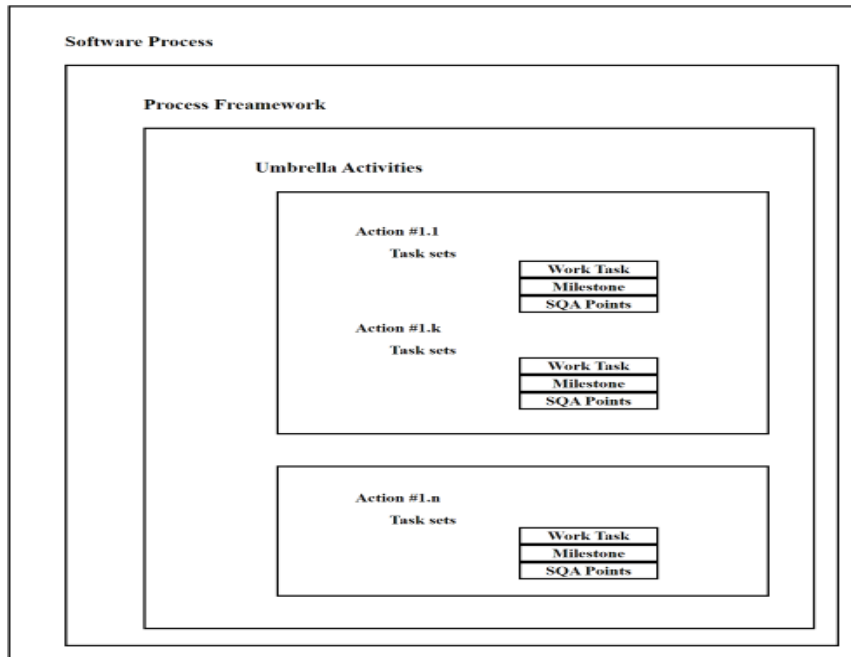 Software Process
Process Freamework
Umbrella Activities
Action #1.1
Task sets
Work Task
Milestone
SQA Points
Action #1.k
Task sets
Work Task
Milestone
SQA Points
Action #1.n
Task sets
Work Task
Milestone
SQA Points